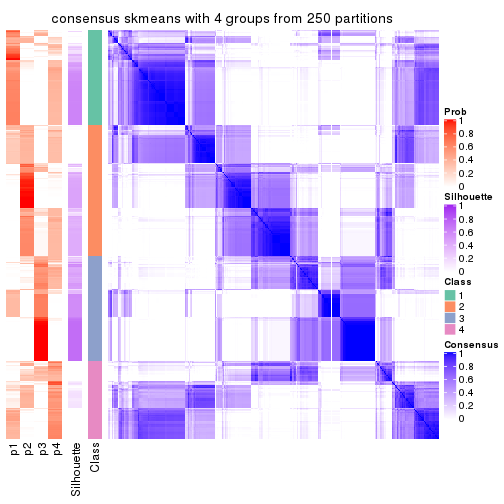 consensus skmeans with 4 groups from 250 partitions
Prob
1
0.8
0.6
0.4
0.2
0
Silhouette
1
0.8
0.6
0.4
0.2
0
Class
1
2
3
4
Consensus
1
0.8
0.6
0.4
0.2
0
p1
p2
p3
p4
Silhouette
Class